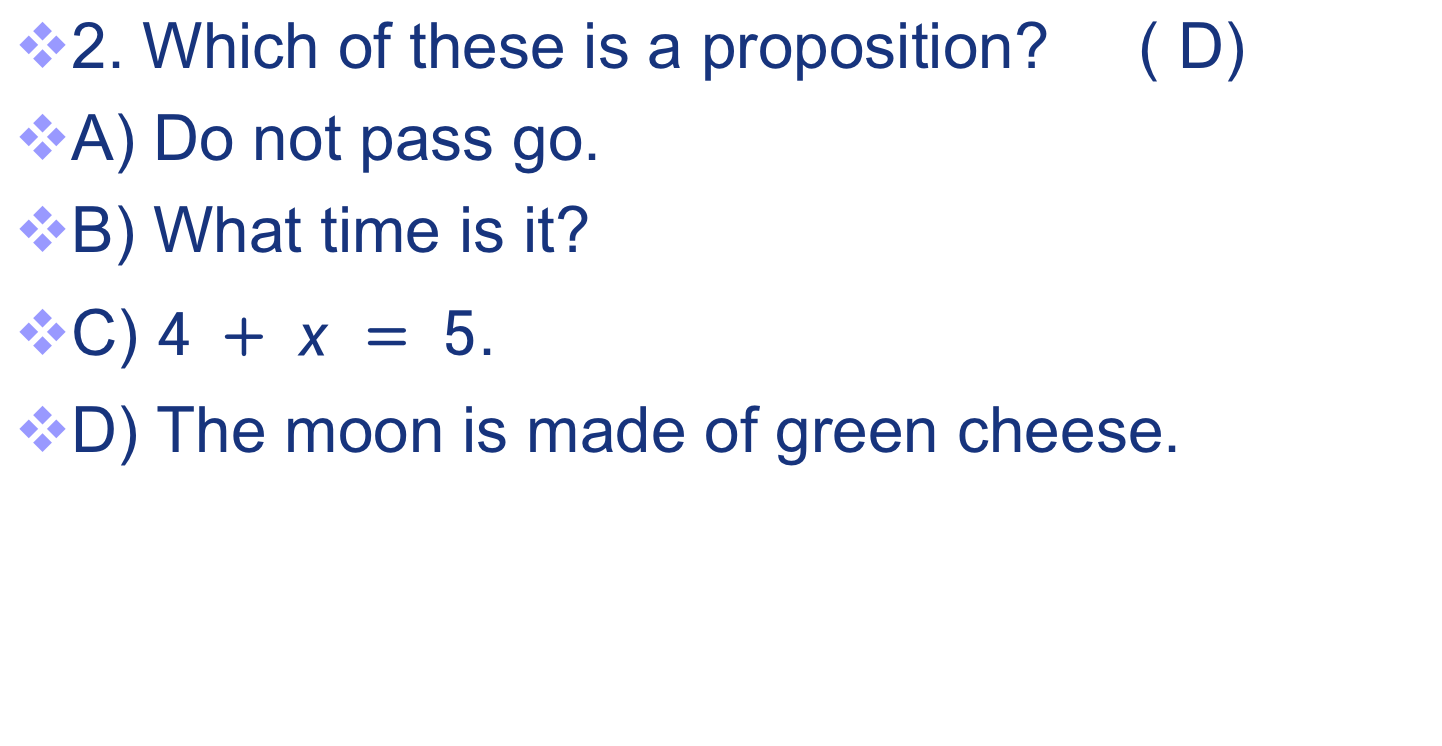 ❖2. Which of these is a proposition? ( D)
❖A) Do not pass go.
❖B) What time is it?
❖C) 4 + x = 5.
❖D) The moon is made of green cheese.